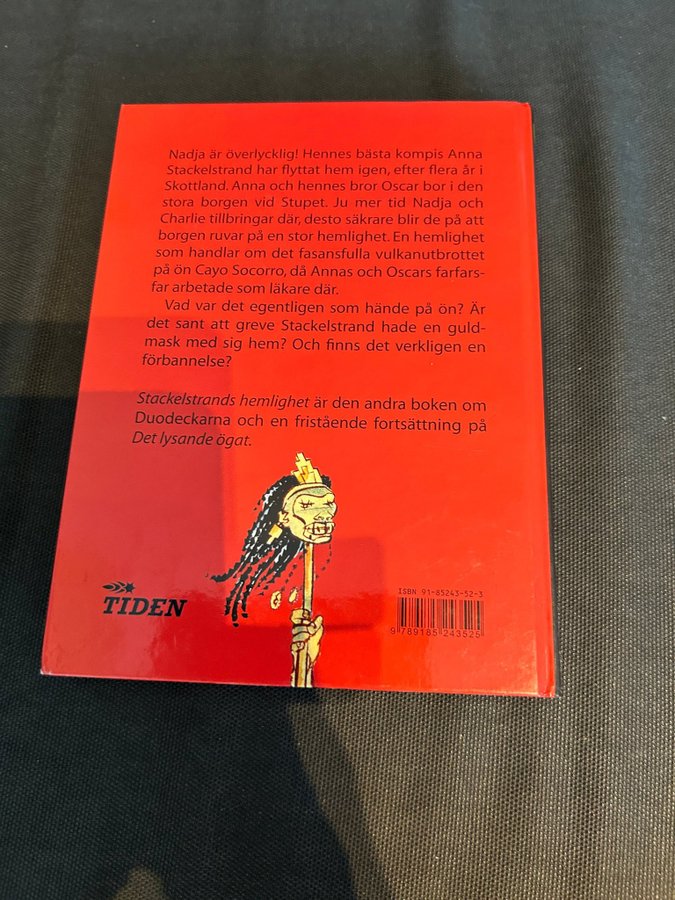 Nadja är överlycklig! Hennes bästa kompis Anna
Stackelstrand har flyttat hem igen, efter flera år i
Skottland. Anna och hennes bror Oscar bor i den
stora borgen vid Stupet. Ju mer tid Nadja och
Charlie tillbringar där, desto säkrare blir de på att
borgen ruvar på en stor hemlighet. En hemlighet
som handlar om det fasansfulla vulkanutbrottet
på ön Cayo Socorro, då Annas och Oscars farfars-
far arbetade som läkare där.
Vad var det egentligen som hände på ön? Är
det sant att greve Stackelstrand hade en guld-
mask med sig hem? Och finns det verkligen en
förbannelse?
Stackelstrands hemlighet är den andra boken om
Duodeckarna och en fristående fortsättning på
Det lysande ögat.
TIDEN
ISBN 91-85243-52-3
9 789185 243525